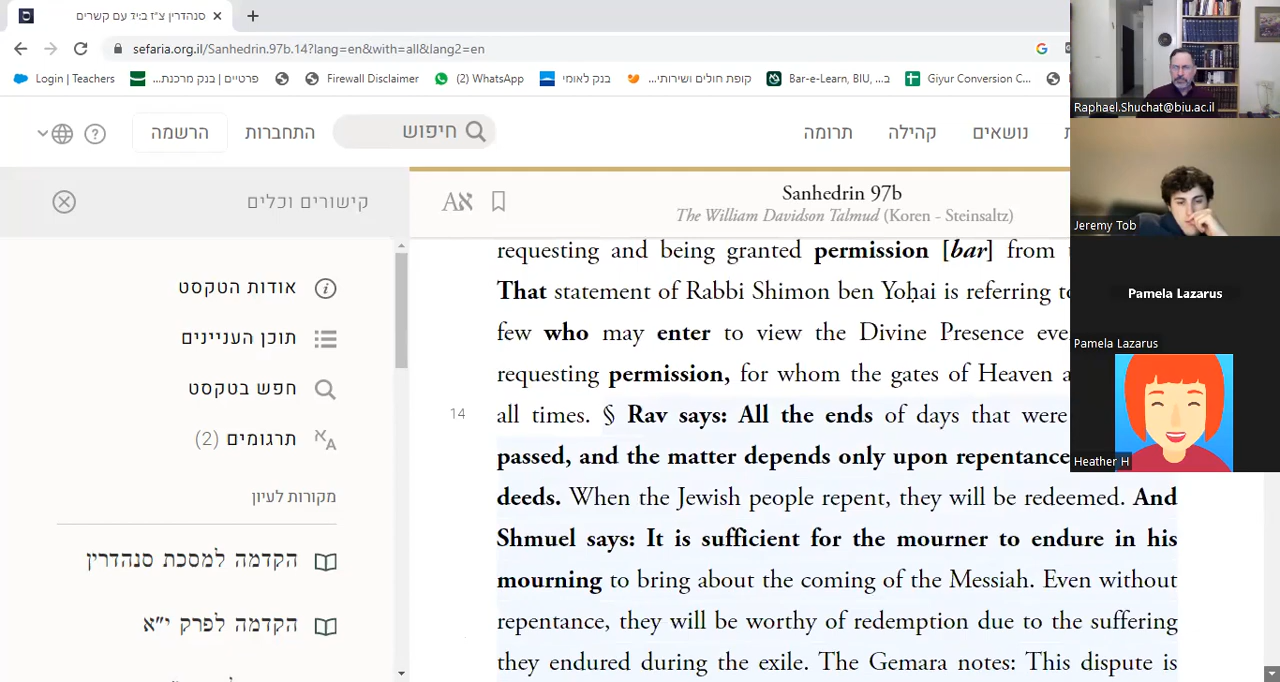 סנהדרין צ"ז ב:יד עם קשרים
sefaria.org.il/Sanhedrin.97b.14?lang=en&with=all&lang2=en
Login | Teachers
פרטיים | בנק מרכנת...
Firewall Disclaimer
(2) WhatsApp
בנק לאומי
קופת חולים ושירותי...
Bar-e-Learn, BIU, ...ב
Giyur Conversion C...
הרשמה
התחברות
חיפוש
תרומה
קהילה
נושאים
קישורים וכלים
Sanhedrin 97b
The William Davidson Talmud (Koren - Steinsaltz)
אודות הטקסט
תוכן העניינים
חפש בטקסט
תרגומים (2)
מקורות לעיון
הקדמה למסכת סנהדרין
הקדמה לפרק י"א
requesting and being granted permission [bar] from
That statement of Rabbi Shimon ben Yoḥai is referring to
few who may enter to view the Divine Presence
requesting permission, for whom the gates of Heaven
14
all times. § Rav says: All the ends of days that were
passed, and the matter depends only upon repentance
deeds. When the Jewish people repent, they will be redeemed. And
Shmuel says: It is sufficient for the mourner to endure in his
mourning to bring about the coming of the Messiah. Even without
repentance, they will be worthy of redemption due to the suffering
they endured during the exile. The Gemara notes: This dispute is
Raphael.Shuchat@biu.ac.il
Jeremy Tob
Pamela Lazarus
Pamela Lazarus
Heather H